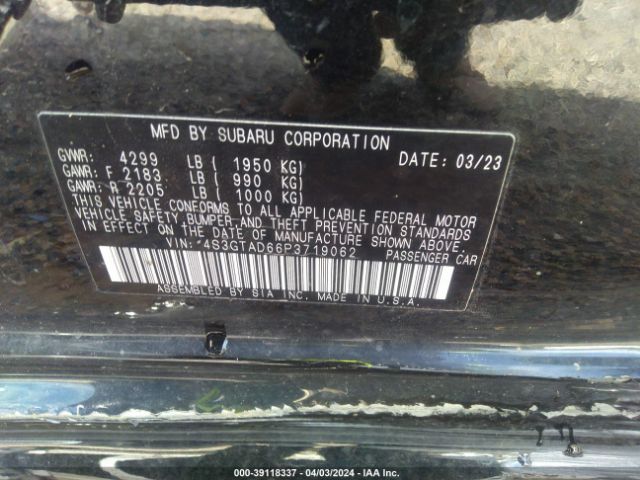 MFD BY SUBARU CORPORATION
GVWR: 4299 LB ( 1950 KG) DATE: 03/23
GAWR: F 2183 LB ( 990 KG)
GAWR: R 2205 LB ( 1000 KG)
THIS VEHICLE CONFORMS TO ALL APPLICABLE FEDERAL MOTOR
VEHICLE SAFETY, BUMPER, AND THEFT PREVENTION STANDARDS
IN EFFECT ON THE DATE OF MANUFACTURE SHOWN ABOVE.
VIN: *4S3GTAD66P3719062 PASSENGER CAR
ASSEMBLED BY SIA INC. MADE IN U.S.A.
000-39118337 - 04/03/2024 - IAA Inc.